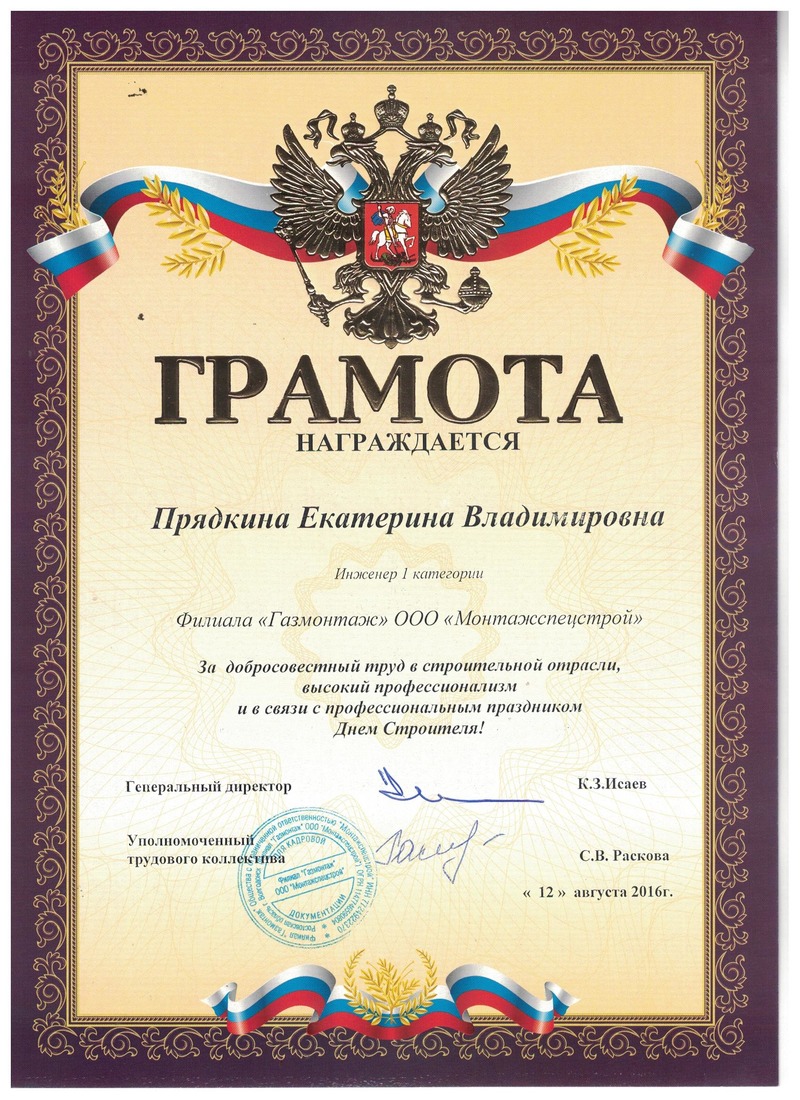 ГРАМОТА
НАГРАЖДАЕТСЯ
Прядкина Екатерина Владимировна
Инженер 1 категории
Филиала «Газмонтаж» ООО «Монтажспецстрой»
За добросовестный труд в строительной отрасли,
высокий профессионализм
и в связи с профессиональным праздником
Днем Строителя!
Генеральный директор
К.З.Исаев
Уполномоченный
трудового коллектива
С.В. Раскова
« 12 » августа 2016г.
ДЛЯ КАДРОВОЙ
Филиал "Газмонтаж"
ООО "Монтажспецстрой"
ДОКУМЕНТАЦИИ